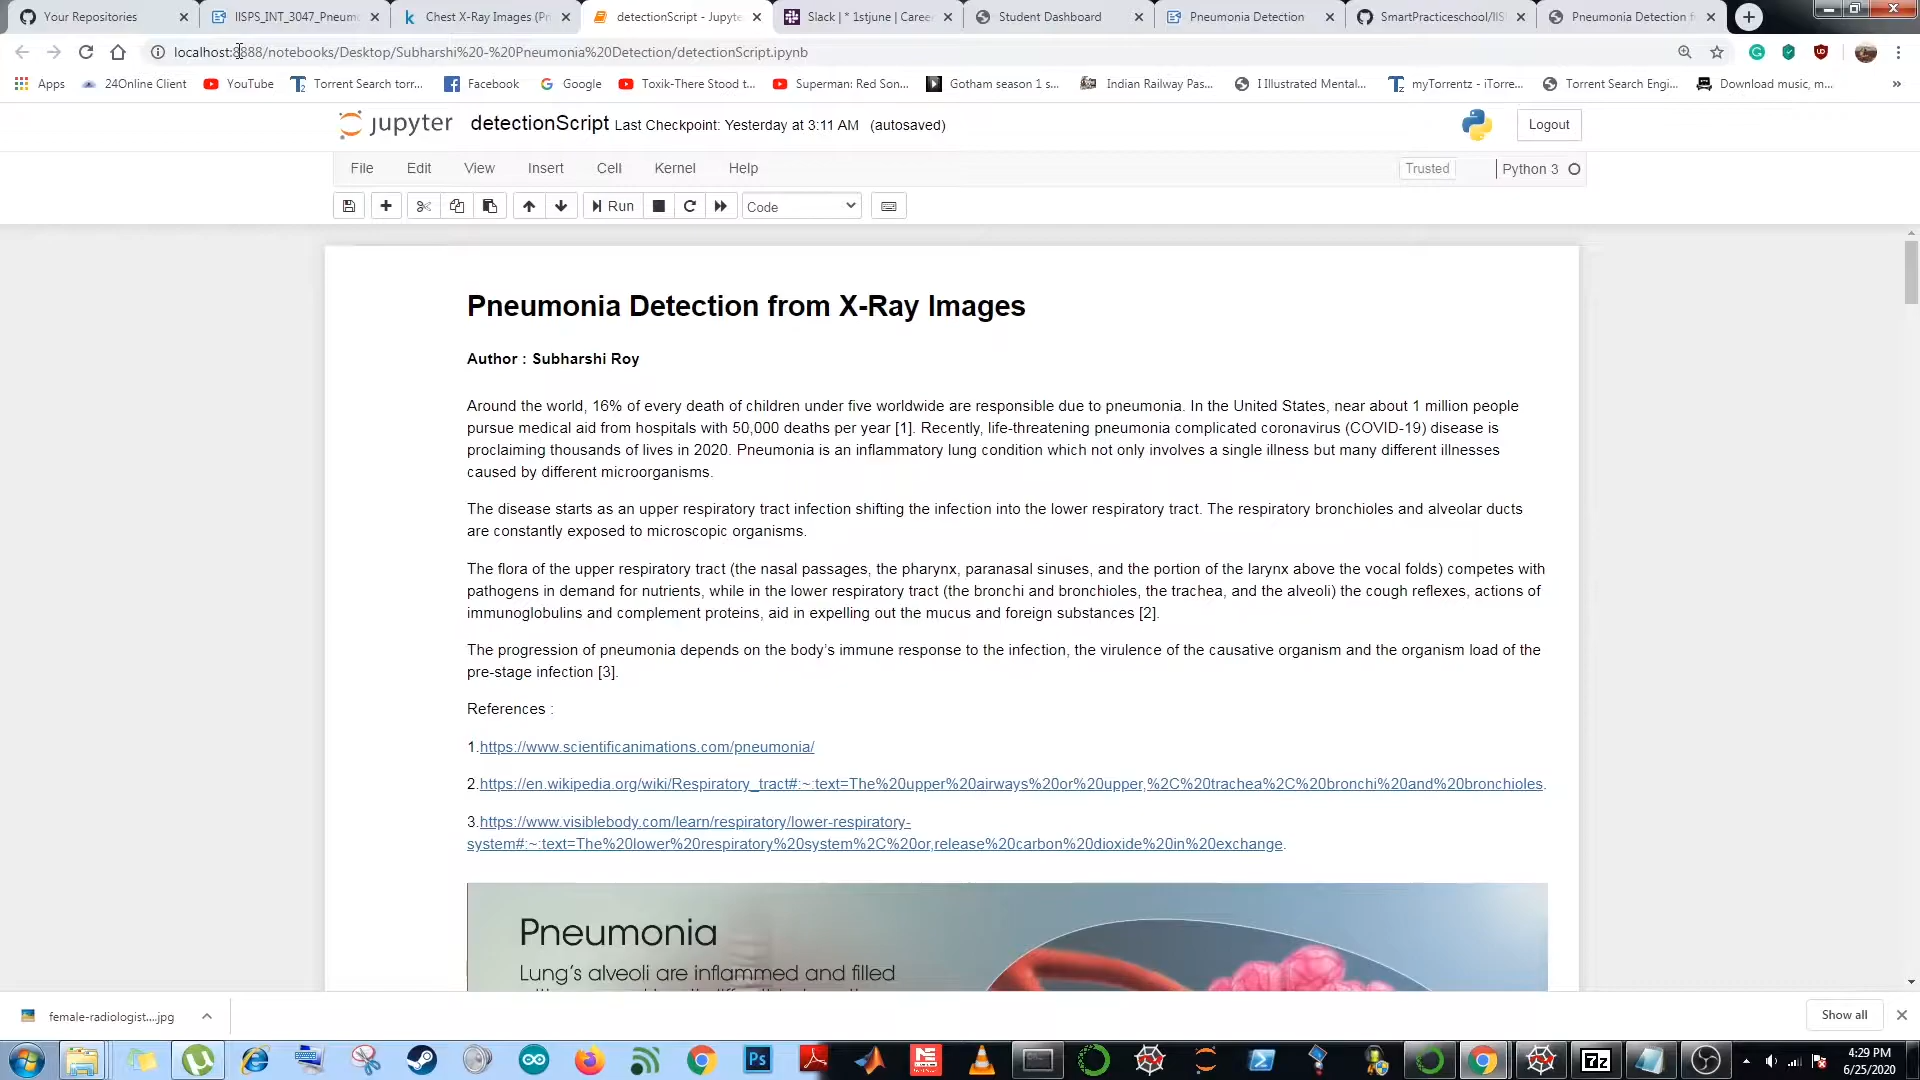 Your Repositories
IISPS_INT_3047_Pneum
Chest X-Ray Images (Pn
detectionScript - Jupyte
Slack | * 1stjune | Caree
Student Dashboard
Pneumonia Detection
SmartPracticeschool/IIS
Pneumonia Detection f
localhost:8888/notebooks/Desktop/Subharshi%20-%20Pneumonia%20Detection/detectionScript.ipynb
Apps
24Online Client
YouTube
Torrent Search torr...
Facebook
Google
Toxik-There Stood t...
Superman: Red Son...
Gotham season 1 s...
Indian Railway Pas...
I Illustrated Mental...
myTorrentz - iTorre...
Torrent Search Engi...
Download music, m...
»
jupyter detectionScript Last Checkpoint: Yesterday at 3:11 AM (autosaved)
Logout
File Edit View Insert Cell Kernel Help
Trusted
Python 3
Run
Code
Pneumonia Detection from X-Ray Images
Author : Subharshi Roy
Around the world, 16% of every death of children under five worldwide are responsible due to pneumonia. In the United States, near about 1 million people
pursue medical aid from hospitals with 50,000 deaths per year [1]. Recently, life-threatening pneumonia complicated coronavirus (COVID-19) disease is
proclaiming thousands of lives in 2020. Pneumonia is an inflammatory lung condition which not only involves a single illness but many different illnesses
caused by different microorganisms.
The disease starts as an upper respiratory tract infection shifting the infection into the lower respiratory tract. The respiratory bronchioles and alveolar ducts
are constantly exposed to microscopic organisms.
The flora of the upper respiratory tract (the nasal passages, the pharynx, paranasal sinuses, and the portion of the larynx above the vocal folds) competes with
pathogens in demand for nutrients, while in the lower respiratory tract (the bronchi and bronchioles, the trachea, and the alveoli) the cough reflexes, actions of
immunoglobulins and complement proteins, aid in expelling out the mucus and foreign substances [2].
The progression of pneumonia depends on the body's immune response to the infection, the virulence of the causative organism and the organism load of the
pre-stage infection [3].
References :
1.https://www.scientificanimations.com/pneumonia/
2.https://en.wikipedia.org/wiki/Respiratory_tract#:~:text=The%20upper%20airways%20or%20upper,%2C%20trachea%2C%20bronchi%20and%20bronchioles.
3.https://www.visiblebody.com/learn/respiratory/lower-respiratory-
system#:~:text=The%20lower%20respiratory%20system%2C%20or,release%20carbon%20dioxide%20in%20exchange.
Pneumonia
Lung's alveoli are inflammed and filled
female-radiologist....jpg
Show all
Ps
7z
4:29 PM
6/25/2020